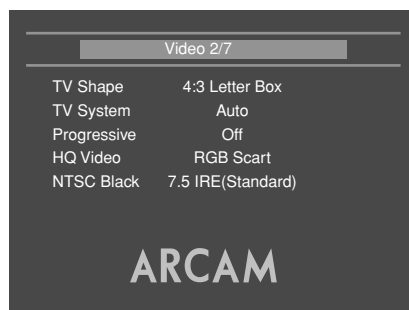 Video 2/7
TV Shape 4:3 Letter Box
TV System Auto
Progressive Off
HQ Video RGB Scart
NTSC Black 7.5 IRE(Standard)
ARCAM